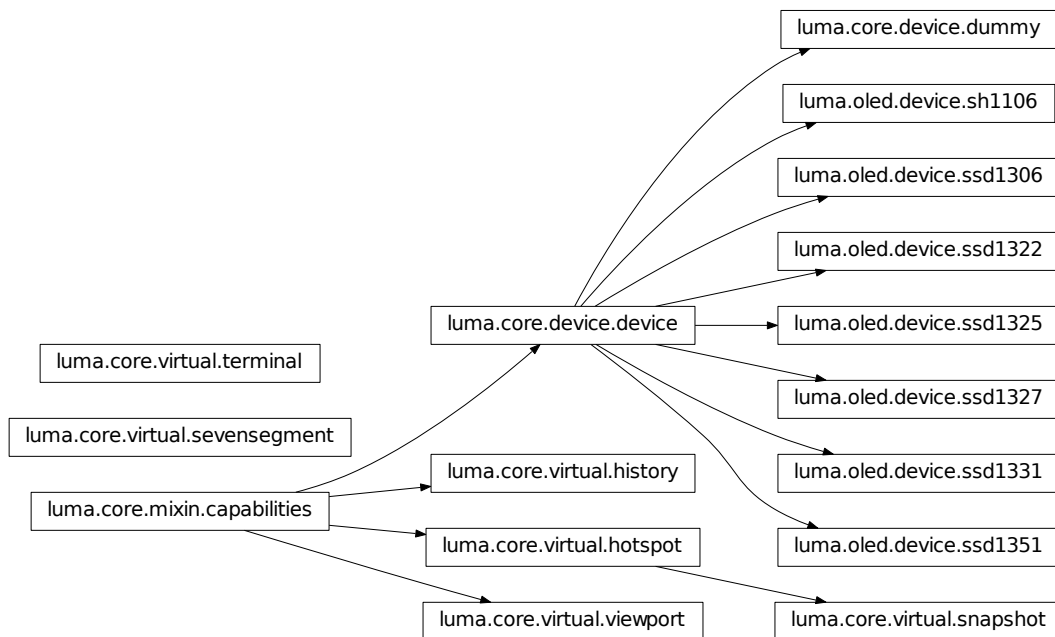 luma.core.device.dummy
luma.oled.device.sh1106
luma.oled.device.ssd1306
luma.oled.device.ssd1322
luma.core.device.device
luma.oled.device.ssd1325
luma.core.virtual.terminal
luma.oled.device.ssd1327
luma.core.virtual.sevensegment
luma.core.virtual.history
luma.oled.device.ssd1331
luma.core.mixin.capabilities
luma.core.virtual.hotspot
luma.oled.device.ssd1351
luma.core.virtual.viewport
luma.core.virtual.snapshot